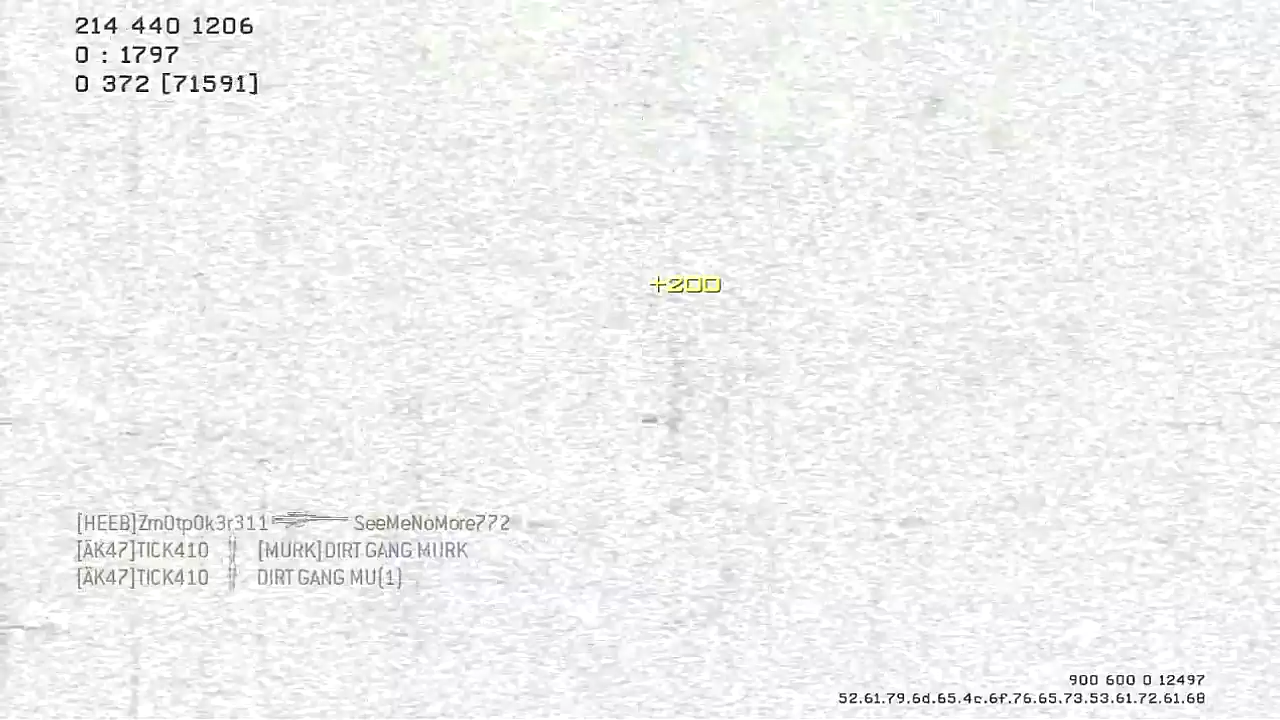 214 440 1206
0 : 1797
0 372 [71591]
+200
[HEEB]Zm0tp0k3r311 SeeMeNoMore772
[ÄK47]TICK410 [MURK]DIRT GANG MURK
[ÄK47]TICK410 DIRT GANG MU(1)
900 600 0 12497
52.61.79.6d.65.4c.6f.76.65.73.53.61.72.61.68